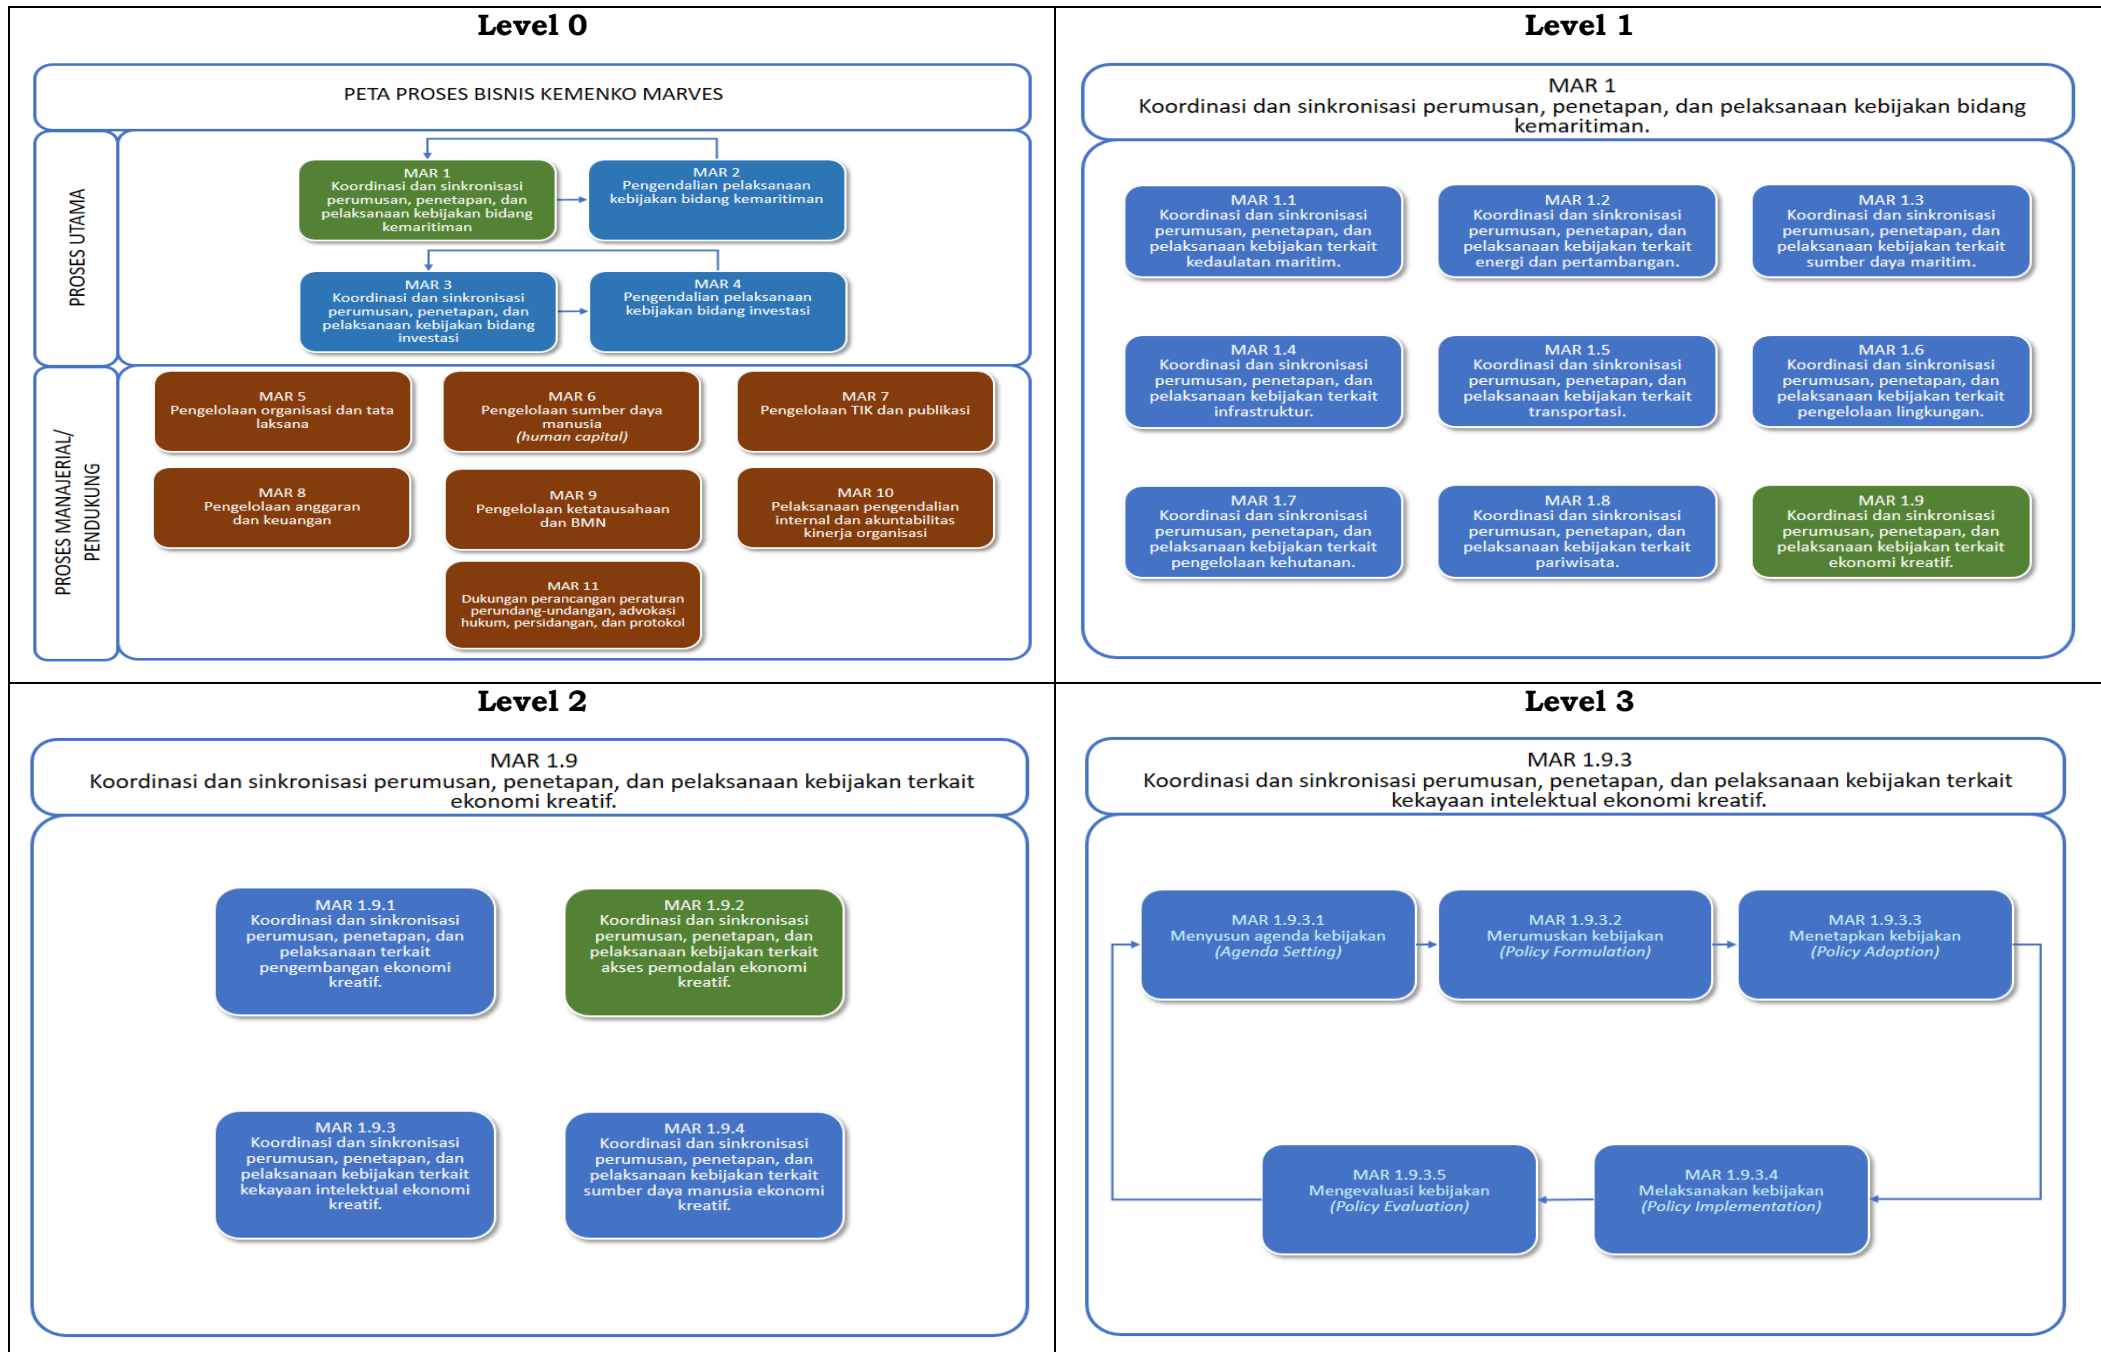 Level 0
PETA PROSES BISNIS KEMENKO MARVES
PROSES UTAMA
MAR 1
Koordinasi dan sinkronisasi
perumusan, penetapan, dan
pelaksanaan kebijakan bidang
kemaritiman
MAR 2
Pengendalian pelaksanaan
kebijakan bidang kemaritiman
MAR 3
Koordinasi dan sinkronisasi
perumusan, penetapan, dan
pelaksanaan kebijakan bidang
investasi
MAR 4
Pengendalian pelaksanaan
kebijakan bidang investasi
PROSES MANAJERIAL/
PENDUKUNG
MAR 5
Pengelolaan organisasi dan tata
laksana
MAR 6
Pengelolaan sumber daya
manusia
(human capital)
MAR 7
Pengelolaan TIK dan publikasi
MAR 8
Pengelolaan anggaran
dan keuangan
MAR 9
Pengelolaan ketatausahaan
dan BMN
MAR 10
Pelaksanaan pengendalian
internal dan akuntabilitas
kinerja organisasi
MAR 11
Dukungan perancangan peraturan
perundang-undangan, advokasi
hukum, persidangan, dan protokol
Level 1
MAR 1
Koordinasi dan sinkronisasi perumusan, penetapan, dan pelaksanaan kebijakan bidang
kemaritiman.
MAR 1.1
Koordinasi dan sinkronisasi
perumusan, penetapan, dan
pelaksanaan kebijakan terkait
kedaulatan maritim.
MAR 1.2
Koordinasi dan sinkronisasi
perumusan, penetapan, dan
pelaksanaan kebijakan terkait
energi dan pertambangan.
MAR 1.3
Koordinasi dan sinkronisasi
perumusan, penetapan, dan
pelaksanaan kebijakan terkait
sumber daya maritim.
MAR 1.4
Koordinasi dan sinkronisasi
perumusan, penetapan, dan
pelaksanaan kebijakan terkait
infrastruktur.
MAR 1.5
Koordinasi dan sinkronisasi
perumusan, penetapan, dan
pelaksanaan kebijakan terkait
transportasi.
MAR 1.6
Koordinasi dan sinkronisasi
perumusan, penetapan, dan
pelaksanaan kebijakan terkait
pengelolaan lingkungan.
MAR 1.7
Koordinasi dan sinkronisasi
perumusan, penetapan, dan
pelaksanaan kebijakan terkait
pengelolaan kehutanan.
MAR 1.8
Koordinasi dan sinkronisasi
perumusan, penetapan, dan
pelaksanaan kebijakan terkait
pariwisata.
MAR 1.9
Koordinasi dan sinkronisasi
perumusan, penetapan, dan
pelaksanaan kebijakan terkait
ekonomi kreatif.
Level 2
MAR 1.9
Koordinasi dan sinkronisasi perumusan, penetapan, dan pelaksanaan kebijakan terkait
ekonomi kreatif.
MAR 1.9.1
Koordinasi dan sinkronisasi
perumusan, penetapan, dan
pelaksanaan terkait
pengembangan ekonomi
kreatif.
MAR 1.9.2
Koordinasi dan sinkronisasi
perumusan, penetapan, dan
pelaksanaan kebijakan terkait
akses pemodalan ekonomi
kreatif.
MAR 1.9.3
Koordinasi dan sinkronisasi
perumusan, penetapan, dan
pelaksanaan kebijakan terkait
kekayaan intelektual ekonomi
kreatif.
MAR 1.9.4
Koordinasi dan sinkronisasi
perumusan, penetapan, dan
pelaksanaan kebijakan terkait
sumber daya manusia ekonomi
kreatif.
Level 3
MAR 1.9.3
Koordinasi dan sinkronisasi perumusan, penetapan, dan pelaksanaan kebijakan terkait
kekayaan intelektual ekonomi kreatif.
MAR 1.9.3.1
Menyusun agenda kebijakan
(Agenda Setting)
MAR 1.9.3.2
Merumuskan kebijakan
(Policy Formulation)
MAR 1.9.3.3
Menetapkan kebijakan
(Policy Adoption)
MAR 1.9.3.5
Mengevaluasi kebijakan
(Policy Evaluation)
MAR 1.9.3.4
Melaksanakan kebijakan
(Policy Implementation)